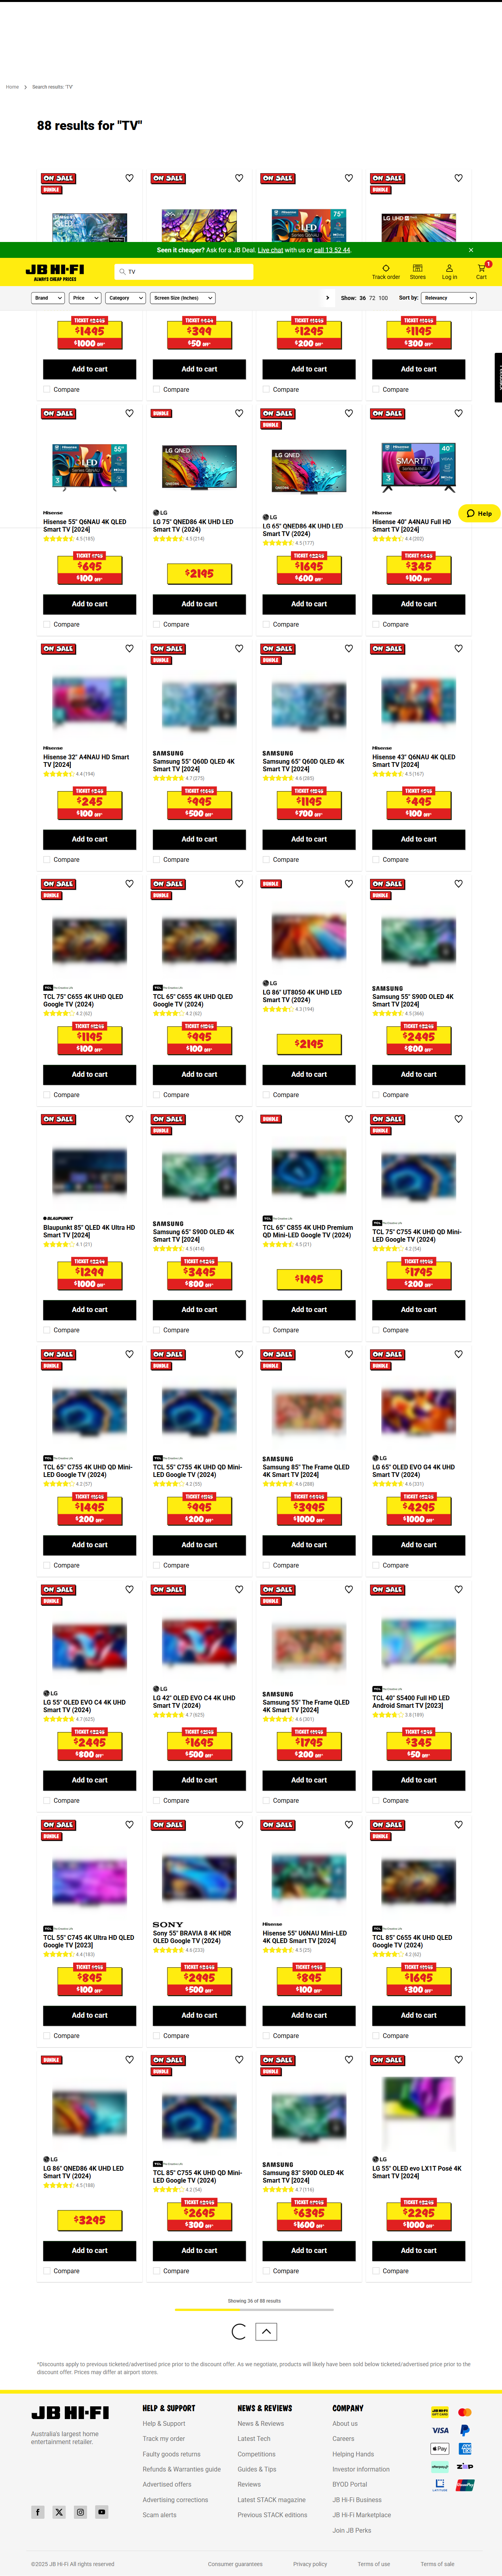 Home > Search results: 'TV'
88 results for "TV"
ON SALE ON SALE ON SALE ON SALE
BUNDLE BUNDLE
Seen it cheaper? Ask for a JB Deal. Live chat with us or call 13 52 44.
JB HI-FI
ALWAYS CHEAP PRICES
TV
Track order Stores Log in Cart 1
Brand Price Category Screen Size (Inches) Show: 36 72 100 Sort by: Relevancy
$1495 $1000 OFF
$399 $50 OFF
$1295 $200 OFF
$1195 $300 OFF
Add to cart Add to cart Add to cart Add to cart
Compare Compare Compare Compare
Help
Hisense 55" Q6NAU 4K QLED
Smart TV [2024]
4.5 (185)
$695
$100 OFF
LG 75" QNED86 4K UHD LED
Smart TV (2024)
4.5 (214)
$2195
LG 65" QNED86 4K UHD LED
Smart TV (2024)
4.5 (177)
$1695
$600 OFF
Hisense 40" A4NAU Full HD
Smart TV [2024]
4.4 (202)
$345
$100 OFF
Add to cart Add to cart Add to cart Add to cart
Compare Compare Compare Compare
Hisense 32" A4NAU HD Smart
TV [2024]
4.4 (194)
$245
$100 OFF
SAMSUNG
Samsung 55" Q60D QLED 4K
Smart TV [2024]
4.7 (275)
$995
$500 OFF
SAMSUNG
Samsung 65" Q60D QLED 4K
Smart TV [2024]
4.6 (285)
$1195
$700 OFF
Hisense 43" Q6NAU 4K QLED
Smart TV [2024]
4.5 (167)
$495
$100 OFF
Add to cart Add to cart Add to cart Add to cart
Compare Compare Compare Compare
TCL 75" C655 4K UHD QLED
Google TV (2024)
4.2 (62)
$1195
$100 OFF
TCL 65" C655 4K UHD QLED
Google TV (2024)
4.2 (62)
$995
$100 OFF
LG
LG 86" UT8050 4K UHD LED
Smart TV (2024)
4.3 (194)
$2195
SAMSUNG
Samsung 55" S90D OLED 4K
Smart TV [2024]
4.5 (366)
$2495
$800 OFF
Add to cart Add to cart Add to cart Add to cart
Compare Compare Compare Compare
BLAUPUNKT
Blaupunkt 85" QLED 4K Ultra HD
Smart TV [2024]
4.1 (21)
$1299
$1000 OFF
SAMSUNG
Samsung 65" S90D OLED 4K
Smart TV [2024]
4.5 (414)
$3495
$800 OFF
TCL 65" C855 4K UHD Premium
QD Mini-LED Google TV (2024)
4.5 (31)
$1995
TCL 75" C755 4K UHD QD Mini-
LED Google TV (2024)
4.2 (54)
$1795
$200 OFF
Add to cart Add to cart Add to cart Add to cart
Compare Compare Compare Compare
TCL 65" C755 4K UHD QD Mini-
LED Google TV (2024)
4.2 (57)
$1495
$200 OFF
TCL 55" C755 4K UHD QD Mini-
LED Google TV (2024)
4.2 (55)
$995
$200 OFF
SAMSUNG
Samsung 85" The Frame QLED
4K Smart TV [2024]
4.6 (288)
$3995
$1000 OFF
LG
LG 65" OLED EVO G4 4K UHD
Smart TV (2024)
4.6 (331)
$4295
$1000 OFF
Add to cart Add to cart Add to cart Add to cart
Compare Compare Compare Compare
LG
LG 55" OLED EVO C4 4K UHD
Smart TV (2024)
4.7 (625)
$2495
$800 OFF
LG
LG 42" OLED EVO C4 4K UHD
Smart TV (2024)
4.7 (625)
$1695
$500 OFF
SAMSUNG
Samsung 55" The Frame QLED
4K Smart TV [2024]
4.6 (301)
$1795
$200 OFF
TCL 40" S5400 Full HD LED
Android Smart TV [2023]
3.8 (189)
$345
$50 OFF
Add to cart Add to cart Add to cart Add to cart
Compare Compare Compare Compare
TCL 55" C745 4K Ultra HD QLED
Google TV [2023]
4.4 (163)
$895
$100 OFF
SONY
Sony 55" BRAVIA 8 4K HDR
OLED Google TV (2024)
4.6 (233)
$2995
$500 OFF
Hisense 55" U6NAU Mini-LED
4K QLED Smart TV [2024]
4.5 (25)
$895
$100 OFF
TCL 85" C655 4K UHD QLED
Google TV (2024)
4.2 (62)
$1695
$300 OFF
Add to cart Add to cart Add to cart Add to cart
Compare Compare Compare Compare
LG
LG 86" QNED86 4K UHD LED
Smart TV (2024)
4.5 (188)
$3295
TCL 85" C755 4K UHD QD Mini-
LED Google TV (2024)
4.2 (54)
$2695
$300 OFF
SAMSUNG
Samsung 83" S90D OLED 4K
Smart TV [2024]
4.7 (116)
$6395
$1600 OFF
LG
LG 55" OLED evo LX1T Posé 4K
Smart TV [2024]
$2295
$1000 OFF
Add to cart Add to cart Add to cart Add to cart
Compare Compare Compare Compare
Showing 36 of 88 results
*Discounts apply to previous ticketed/advertised price prior to the discount offer. As we negotiate, products will likely have been sold below ticketed/advertised price prior to the
discount offer. Prices may differ at airport stores.
JB HI-FI
Australia's largest home
entertainment retailer.
HELP & SUPPORT
Help & Support
Track my order
Faulty goods returns
Refunds & Warranties guide
Advertised offers
Advertising corrections
Scam alerts
NEWS & REVIEWS
News & Reviews
Latest Tech
Competitions
Guides & Tips
Reviews
Latest STACK magazine
Previous STACK editions
COMPANY
About us
Careers
Helping Hands
Investor information
BYOD Portal
JB Hi-Fi Business
JB Hi-Fi Marketplace
Join JB Perks
VISA
Apple Pay
zip
©2025 JB Hi-Fi All rights reserved Consumer guarantees Privacy policy Terms of use Terms of sale